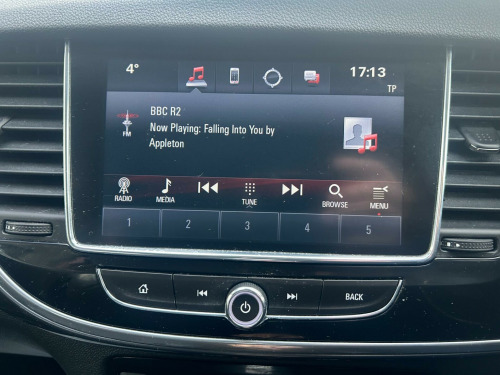 4°
17:13
TP
BBC R2
Now Playing: Falling Into You by
Appleton
FM
RADIO
MEDIA
TUNE
BROWSE
MENU
1 2 3 4 5
BACK